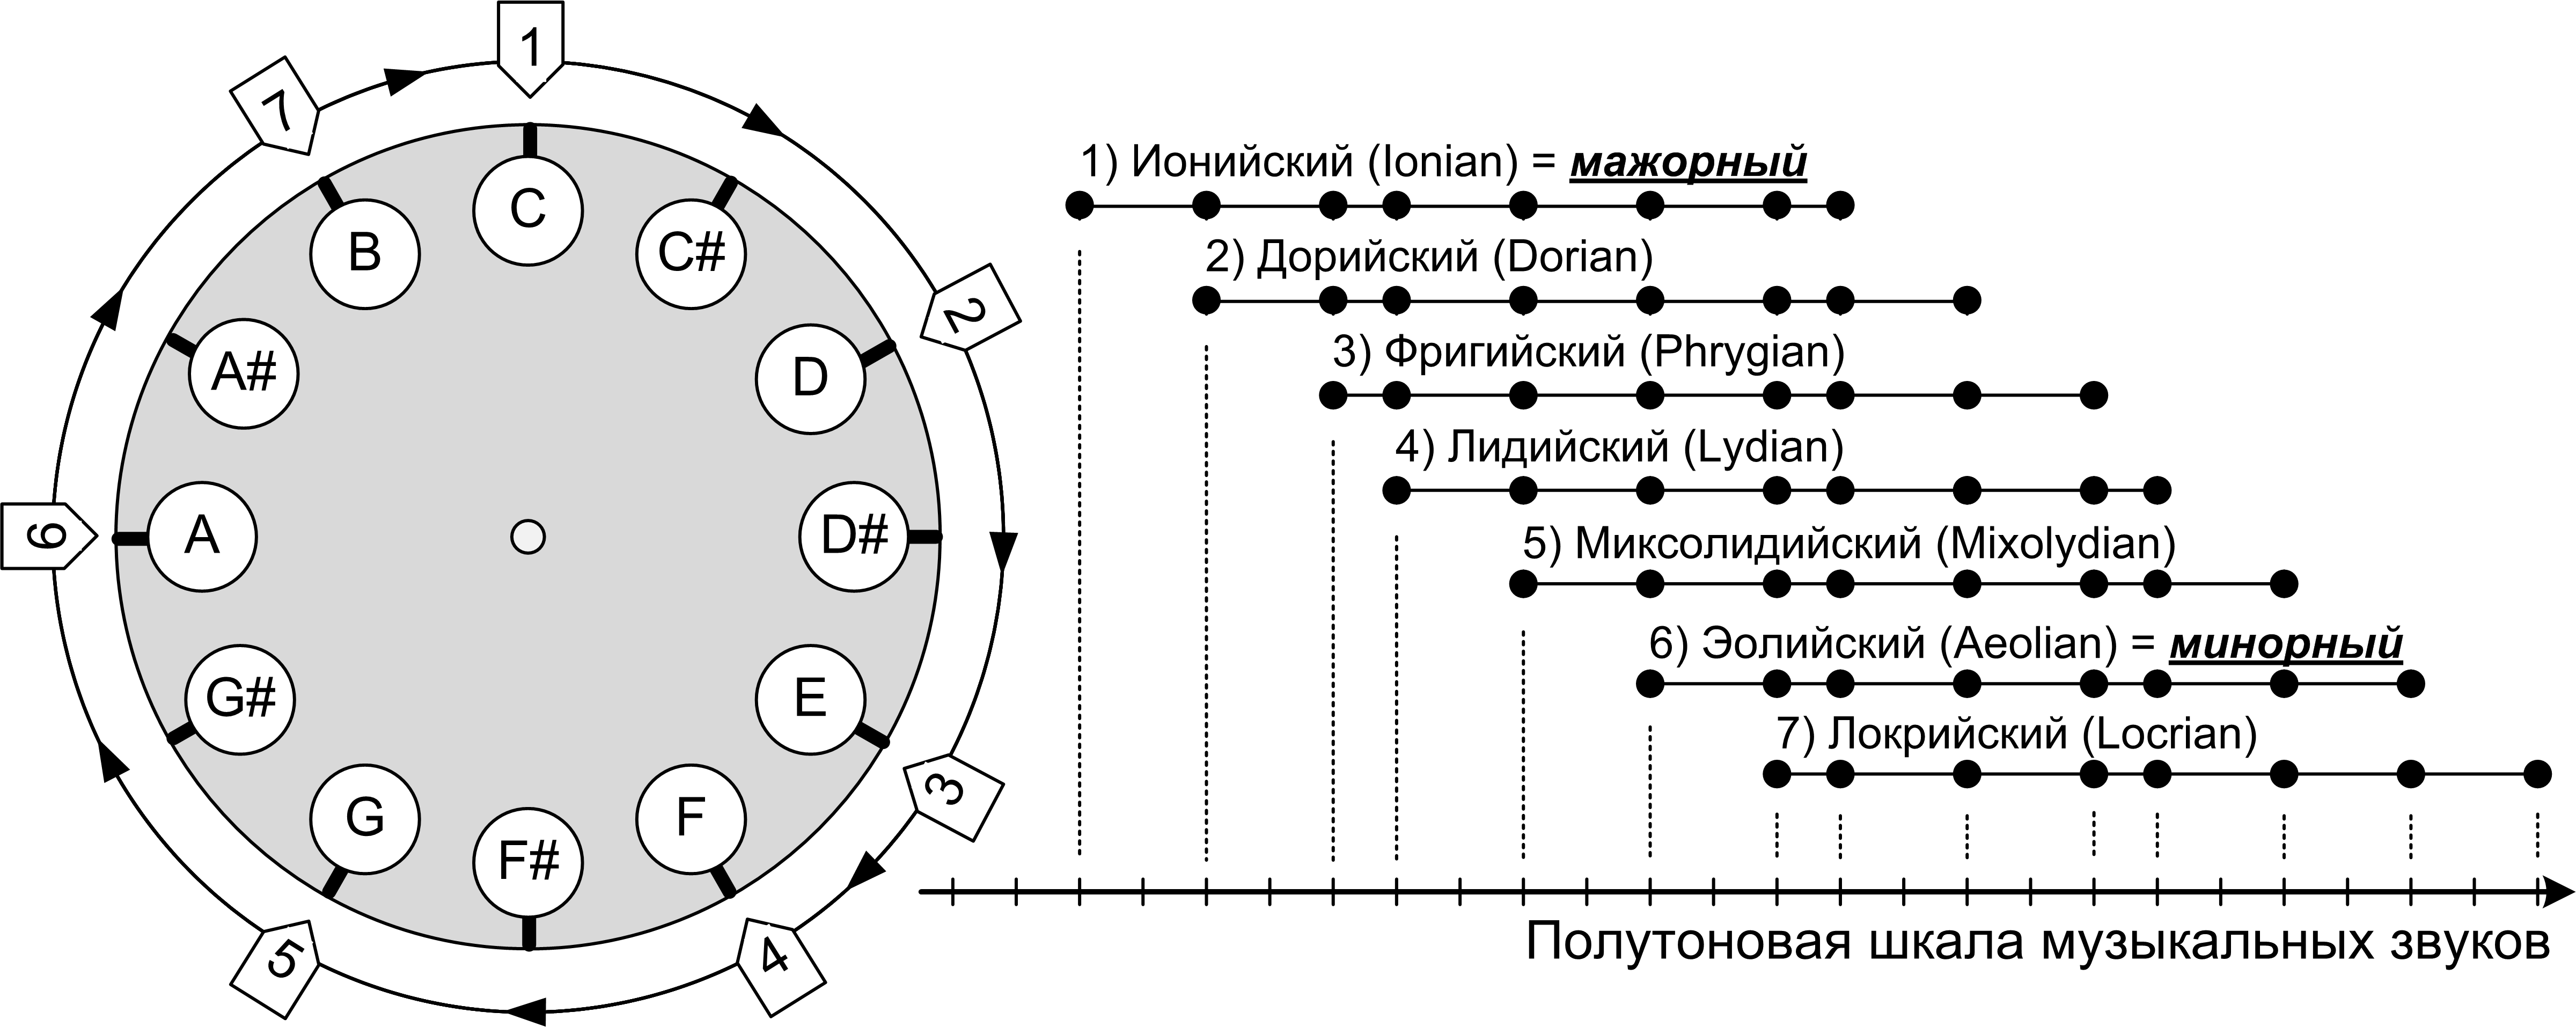 1
2
3
4
5
6
7
C
C#
D
D#
E
F
F#
G
G#
A
A#
B
1) Ионийский (Ionian) = мажорный
2) Дорийский (Dorian)
3) Фригийский (Phrygian)
4) Лидийский (Lydian)
5) Миксолидийский (Mixolydian)
6) Эолийский (Aeolian) = минорный
7) Локрийский (Locrian)
Полутоновая шкала музыкальных звуков